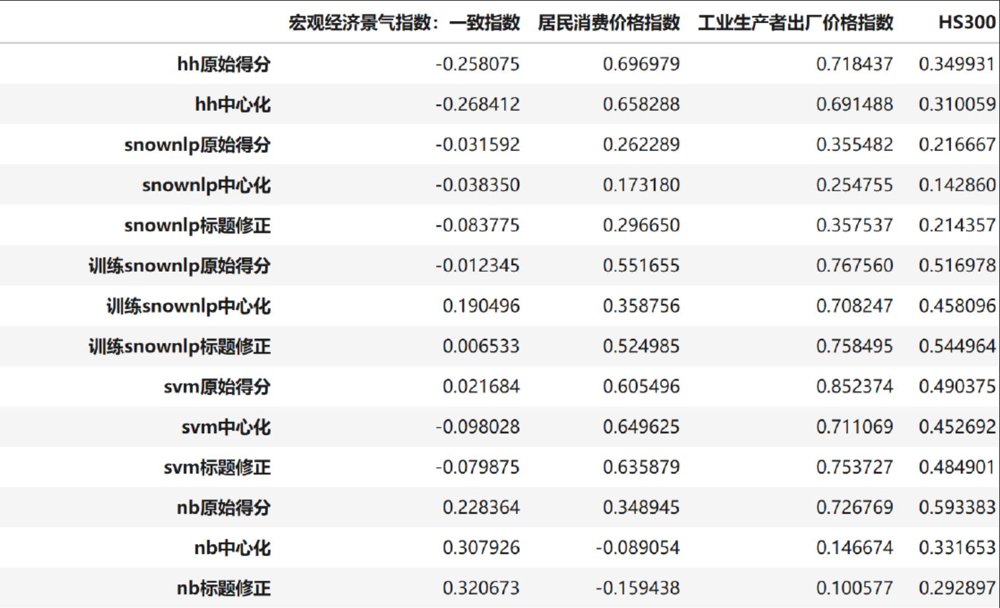 宏观经济景气指数：一致指数 居民消费价格指数 工业生产者出厂价格指数 HS300
hh原始得分 -0.258075 0.696979 0.718437 0.349931
hh中心化 -0.268412 0.658288 0.691488 0.310059
snownlp原始得分 -0.031592 0.262289 0.355482 0.216667
snownlp中心化 -0.038350 0.173180 0.254755 0.142860
snownlp标题修正 -0.083775 0.296650 0.357537 0.214357
训练snownlp原始得分 -0.012345 0.551655 0.767560 0.516978
训练snownlp中心化 0.190496 0.358756 0.708247 0.458096
训练snownlp标题修正 0.006533 0.524985 0.758495 0.544964
svm原始得分 0.021684 0.605496 0.852374 0.490375
svm中心化 -0.098028 0.649625 0.711069 0.452692
svm标题修正 -0.079875 0.635879 0.753727 0.484901
nb原始得分 0.228364 0.348945 0.726769 0.593383
nb中心化 0.307926 -0.089054 0.146674 0.331653
nb标题修正 0.320673 -0.159438 0.100577 0.292897